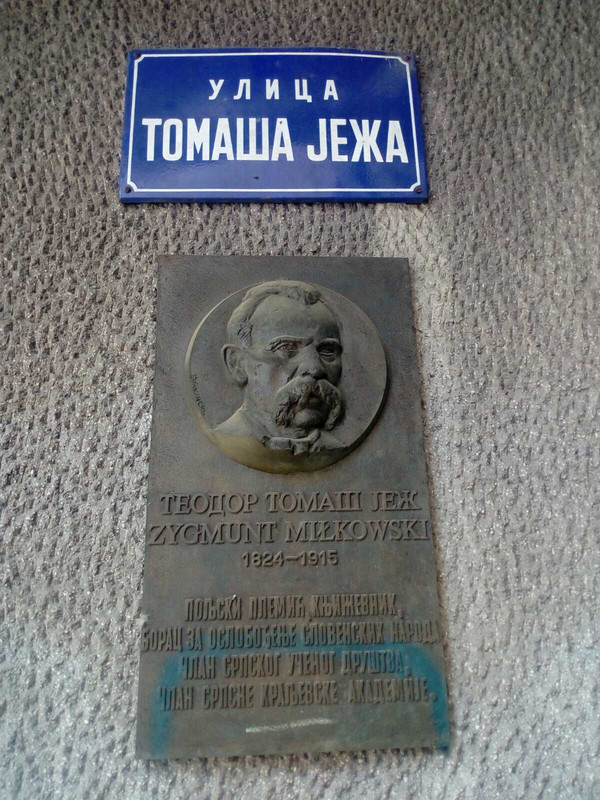 УЛИЦА
ТОМАША ЈЕЖА
ТЕОДОР ТОМАШ ЈЕЖ
ZYGMUNT MIŁKOWSKI
1824–1915
ПОЉСКИ ПЛЕМИЋ, КЊИЖЕВНИК,
БОРАЦ ЗА ОСЛОБОЂЕЊЕ СЛОВЕНСКИХ НАРОДА,
ЧЛАН СРПСКОГ УЧЕНОГ ДРУШТВА,
ЧЛАН СРПСКЕ КРАЉЕВСКЕ АКАДЕМИЈЕ.